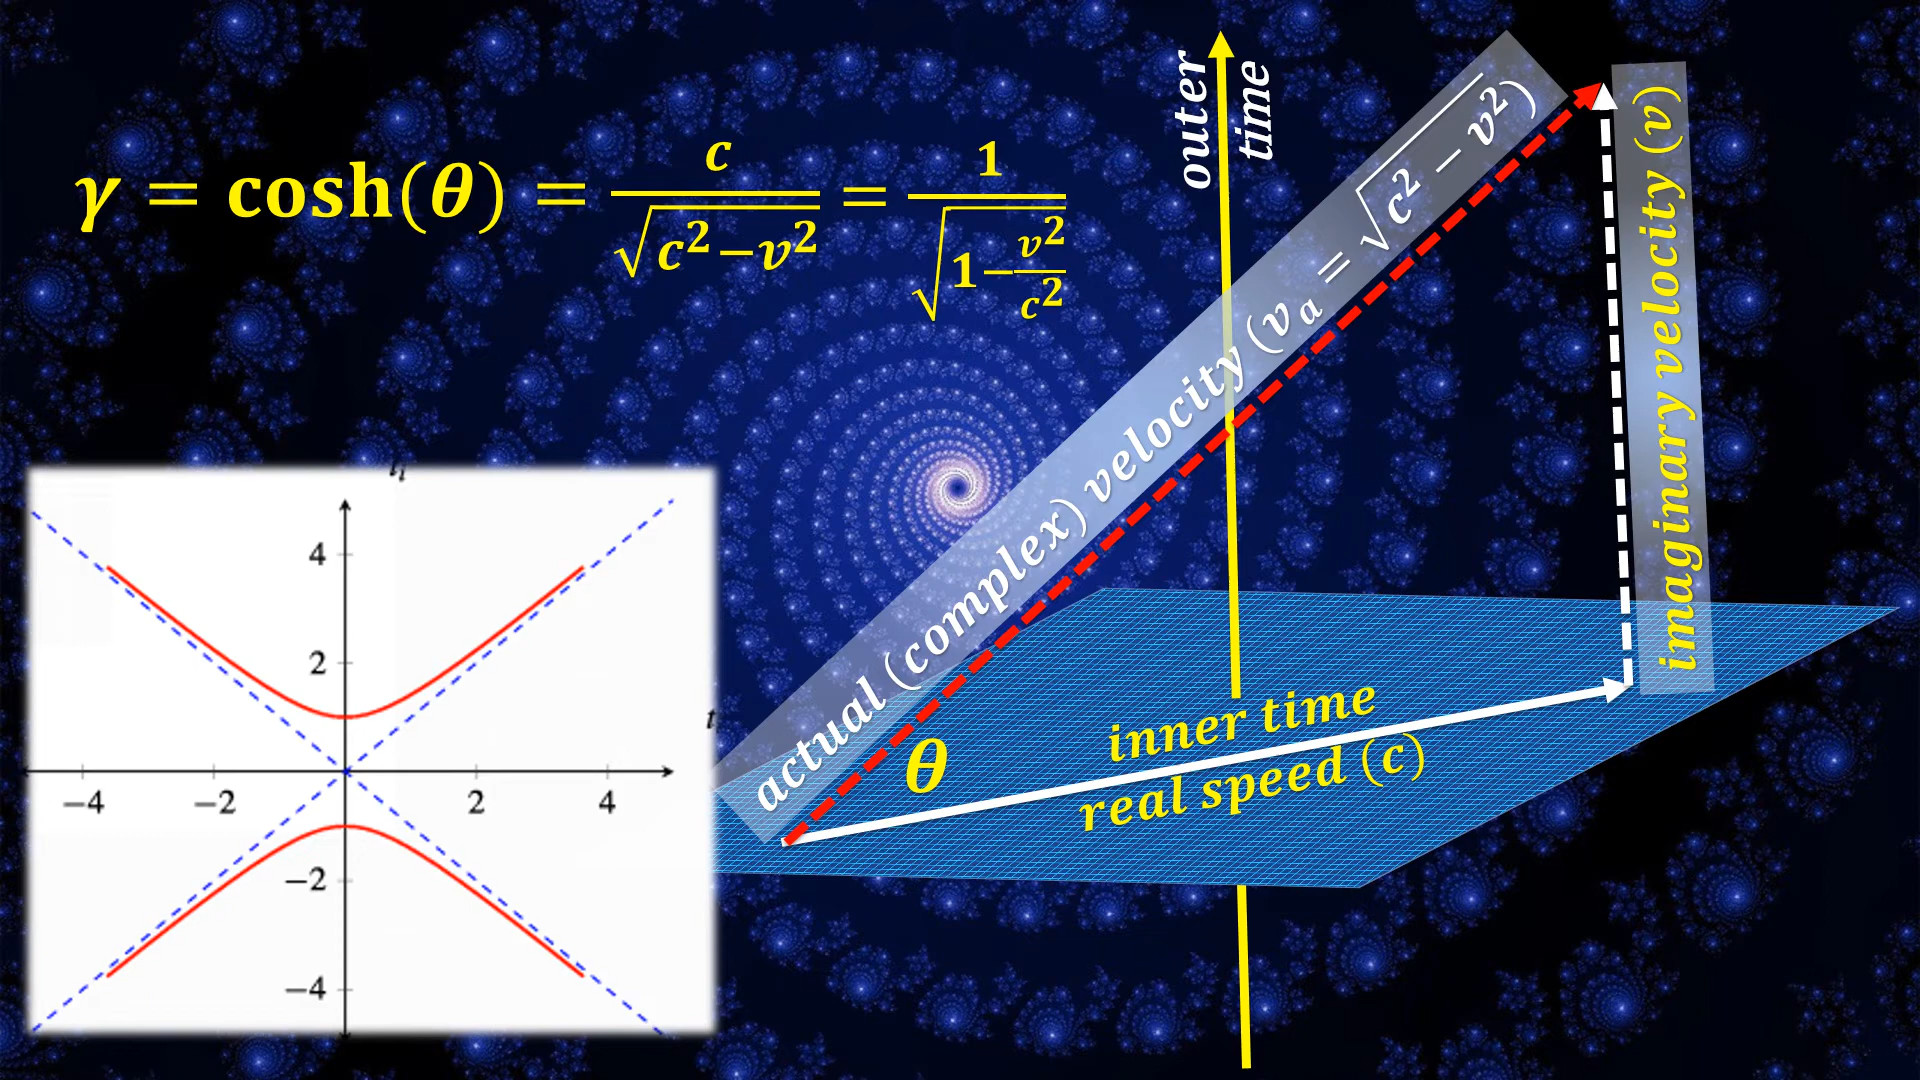 γ = cosh(θ) = c / √(c² − v²) = 1 / √(1 − v²/c²)
outer
time
actual (complex) velocity (vₐ = √(c² − v²))
imaginary velocity (v)
θ
inner time
real speed (c)
tᵢ
4
2
t
−4 −2 2 4
−2
−4